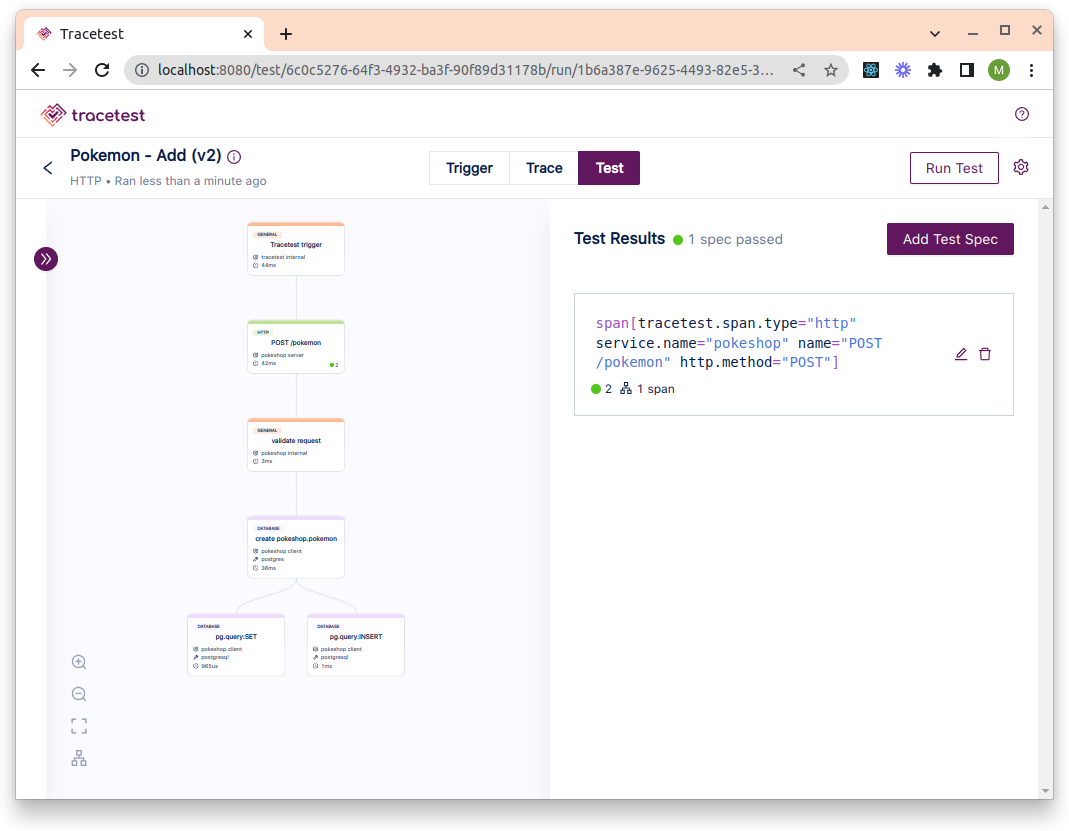 Tracetest
localhost:8080/test/6c0c5276-64f3-4932-ba3f-90f89d31178b/run/1b6a387e-9625-4493-82e5-3...
M
tracetest
Pokemon - Add (v2)
HTTP • Ran less than a minute ago
Trigger
Trace
Test
Run Test
GENERAL
Tracetest trigger
tracetest internal
44ms
HTTP
POST /pokemon
pokeshop server
42ms
2
GENERAL
validate request
pokeshop internal
3ms
DATABASE
create pokeshop.pokemon
pokeshop client
postgres
36ms
DATABASE
pg.query:SET
pokeshop client
postgresql
965us
DATABASE
pg.query:INSERT
pokeshop client
postgresql
1ms
Test Results
1 spec passed
Add Test Spec
span[tracetest.span.type="http"
service.name="pokeshop" name="POST
/pokemon" http.method="POST"]
2
1 span